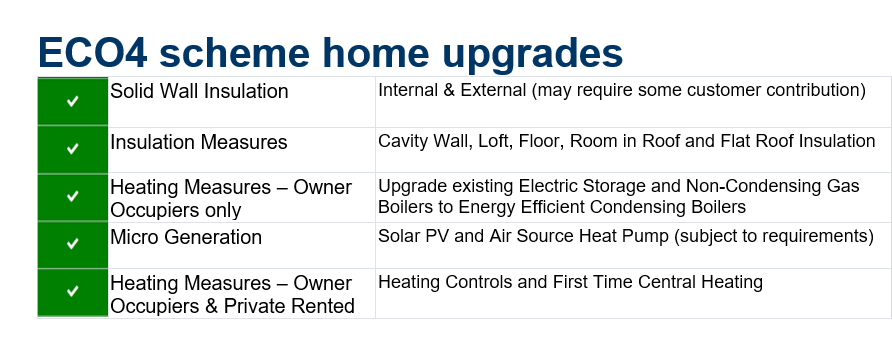 ECO4 scheme home upgrades
Solid Wall Insulation
Internal & External (may require some customer contribution)
Insulation Measures
Cavity Wall, Loft, Floor, Room in Roof and Flat Roof Insulation
Heating Measures – Owner
Occupiers only
Upgrade existing Electric Storage and Non-Condensing Gas
Boilers to Energy Efficient Condensing Boilers
Micro Generation
Solar PV and Air Source Heat Pump (subject to requirements)
Heating Measures – Owner
Occupiers & Private Rented
Heating Controls and First Time Central Heating